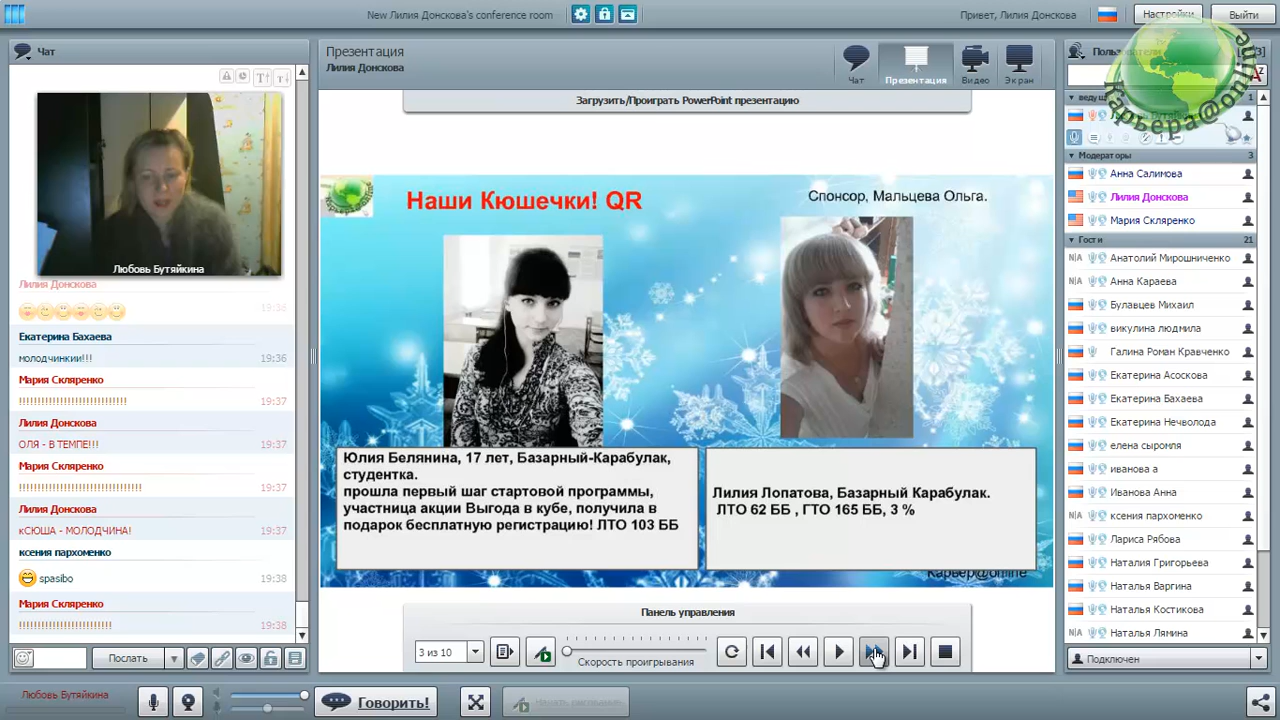 New Лилия Донскова's conference room
Привет, Лилия Донскова
Настройки
Выйти
Чат
Любовь Бутяйкина
Лилия Донскова
19:36
Екатерина Бахаева
молодчинкии!!!
19:36
Мария Скляренко
!!!!!!!!!!!!!!!!!!!!!!!!!!!!!
19:37
Лилия Донскова
ОЛЯ - В ТЕМПЕ!!!
19:37
Мария Скляренко
!!!!!!!!!!!!!!!!!!!!!!!!!!!!!!!!!
19:37
Лилия Донскова
кСЮША - МОЛОДЧИНА!
19:37
ксения пархоменко
spasibo
19:38
Мария Скляренко
!!!!!!!!!!!!!!!!!!!!!!!!!
19:38
Послать
Презентация
Лилия Донскова
Чат
Презентация
Видео
Экран
Загрузить/Проиграть PowerPoint презентацию
Наши Кюшечки! QR
Спонсор, Мальцева Ольга.
Юлия Белянина, 17 лет, Базарный-Карабулак,
студентка.
прошла первый шаг стартовой программы,
участница акции Выгода в кубе, получила в
подарок бесплатную регистрацию! ЛТО 103 ББ
Лилия Лопатова, Базарный Карабулак.
ЛТО 62 ББ , ГТО 165 ББ, 3 %
Карьер@online
Панель управления
3 из 10
Скорость проигрывания
Карьера@online
Модераторы
3
Анна Салимова
Лилия Донскова
Мария Скляренко
Гости
21
N/A
Анатолий Мирошниченко
N/A
Анна Караева
Булавцев Михаил
викулина людмила
N/A
Галина Роман Кравченко
Екатерина Асоскова
Екатерина Бахаева
Екатерина Нечволода
елена сыромля
иванова а
Иванова Анна
ксения пархоменко
Лариса Рябова
Наталия Григорьева
Наталья Варгина
Наталья Костикова
N/A
Наталья Лямина
Подключен
Любовь Бутяйкина
Говорить!